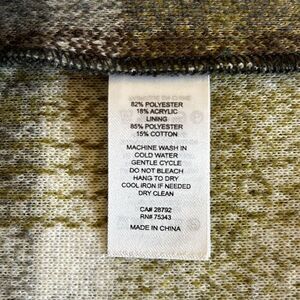 82% POLYESTER
18% ACRYLIC
LINING
85% POLYESTER
15% COTTON
MACHINE WASH IN
COLD WATER
GENTLE CYCLE
DO NOT BLEACH
HANG TO DRY
COOL IRON IF NEEDED
DRY CLEAN
CA# 28792
RN# 75343
MADE IN CHINA